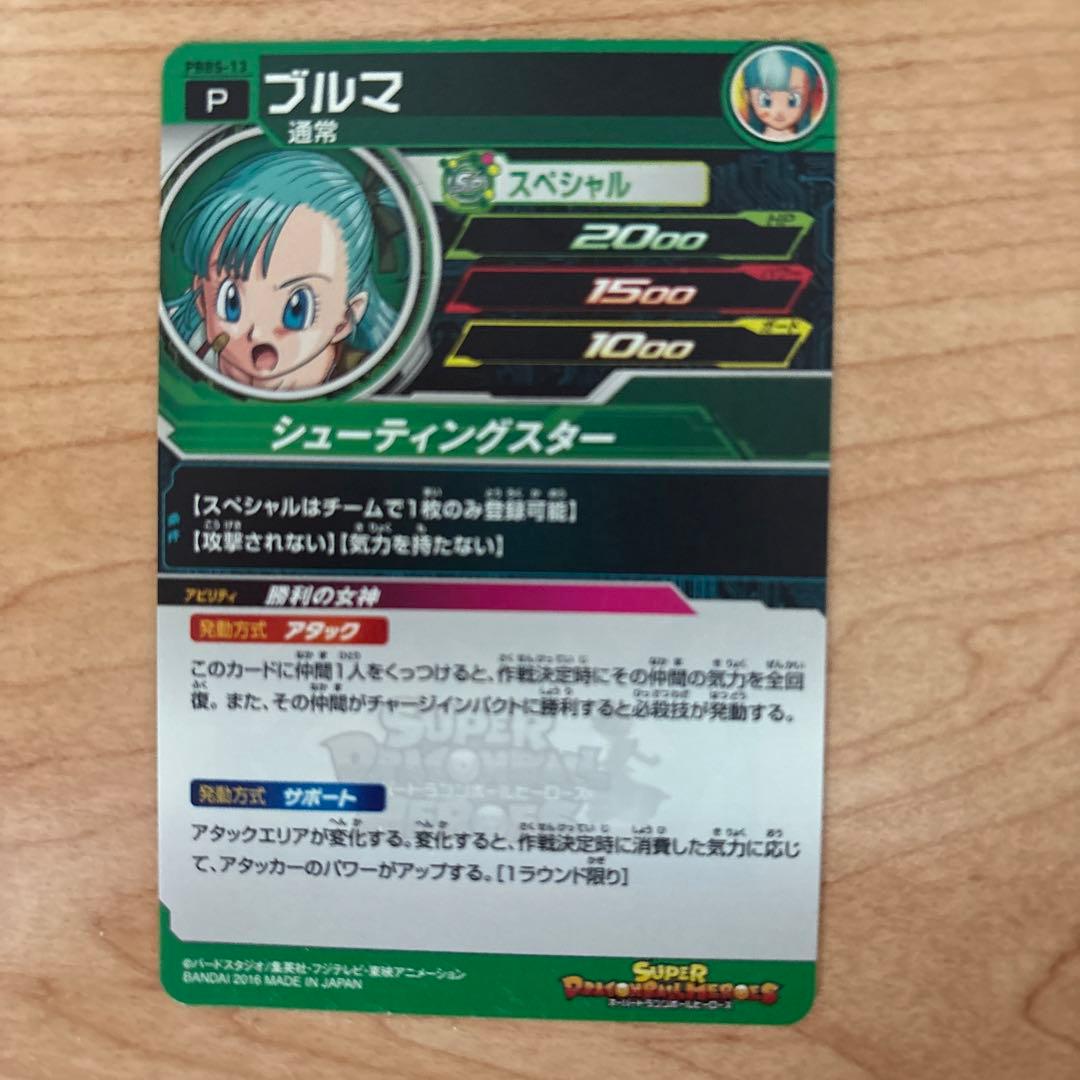 PBBS-13
P
ブルマ
通常
スペシャル
HP
2000
パワー
1500
ガード
1000
シューティングスター
【スペシャルはチームで1枚のみ登録可能】
【攻撃されない】【気力を持たない】
アビリティ 勝利の女神
発動方式 アタック
このカードに仲間1人をくっつけると、作戦決定時にその仲間の気力を全回
復。また、その仲間がチャージインパクトに勝利すると必殺技が発動する。
発動方式 サポート
アタックエリアが変化する。変化すると、作戦決定時に消費した気力に応じ
て、アタッカーのパワーがアップする。[1ラウンド限り]
©バードスタジオ/集英社・フジテレビ・東映アニメーション
BANDAI 2016 MADE IN JAPAN
SUPER
DRAGONBALL HEROES
スーパードラゴンボールヒーローズ